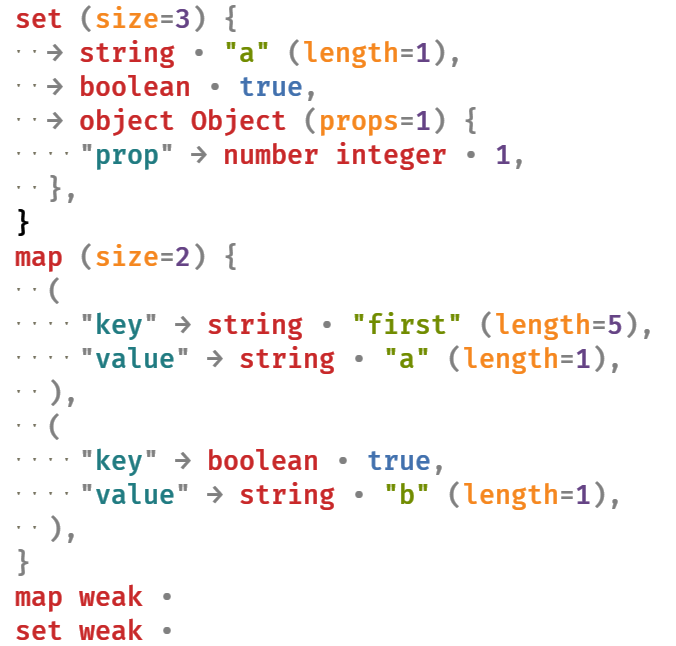 set (size=3) {
··→ string • "a" (length=1),
··→ boolean • true,
··→ object Object (props=1) {
····"prop" → number integer • 1,
··},
}
map (size=2) {
··(
····"key" → string • "first" (length=5),
····"value" → string • "a" (length=1),
··),
··(
····"key" → boolean • true,
····"value" → string • "b" (length=1),
··),
}
map weak •
set weak •